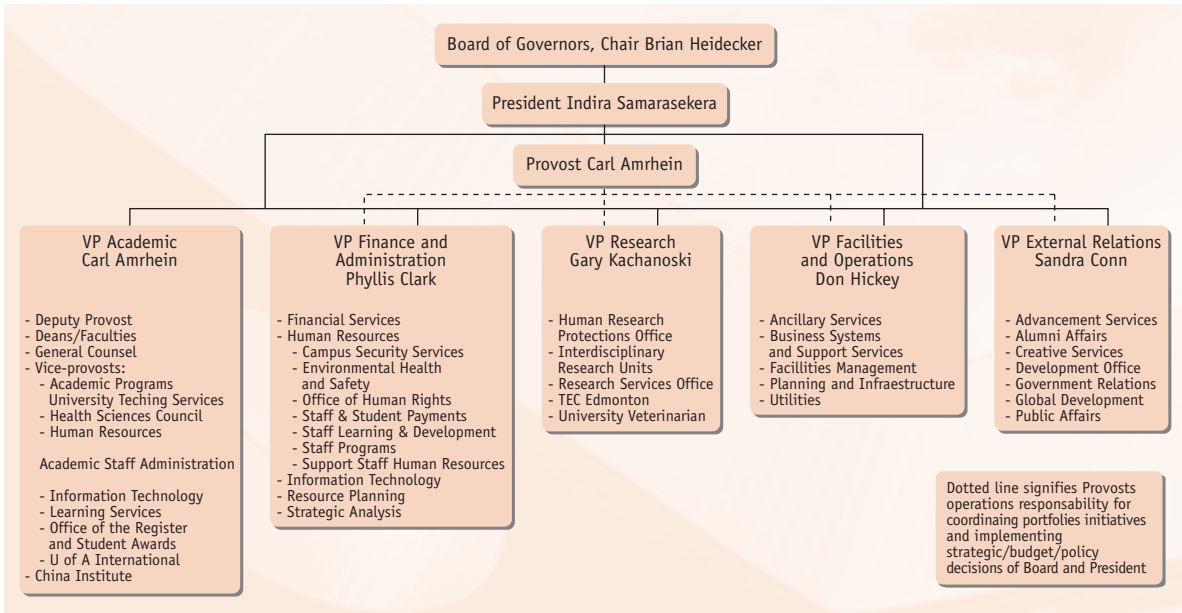 Board of Governors, Chair Brian Heidecker
President Indira Samarasekera
Provost Carl Amrhein
VP Academic
Carl Amrhein
- Deputy Provost
- Deans/Faculties
- General Counsel
- Vice-provosts:
- Academic Programs
University Teching Services
- Health Sciences Council
- Human Resources
Academic Staff Administration
- Information Technology
- Learning Services
- Office of the Register
and Student Awards
- U of A International
- China Institute
VP Finance and
Administration
Phyllis Clark
- Financial Services
- Human Resources
- Campus Security Services
- Environmental Health
and Safety
- Office of Human Rights
- Staff & Student Payments
- Staff Learning & Development
- Staff Programs
- Support Staff Human Resources
- Information Technology
- Resource Planning
- Strategic Analysis
VP Research
Gary Kachanoski
- Human Research
Protections Office
- Interdisciplinary
Research Units
- Research Services Office
- TEC Edmonton
- University Veterinarian
VP Facilities
and Operations
Don Hickey
- Ancillary Services
- Business Systems
and Support Services
- Facillities Management
- Planning and Infraestructure
- Utilities
VP External Relations
Sandra Conn
- Advancement Services
- Alumni Affairs
- Creative Services
- Development Office
- Government Relations
- Global Development
- Public Affairs
Dotted line signifies Provosts
operations responsability for
coordinaing portfolies initiatives
and implementing
strategic/budget/policy
decisions of Board and President